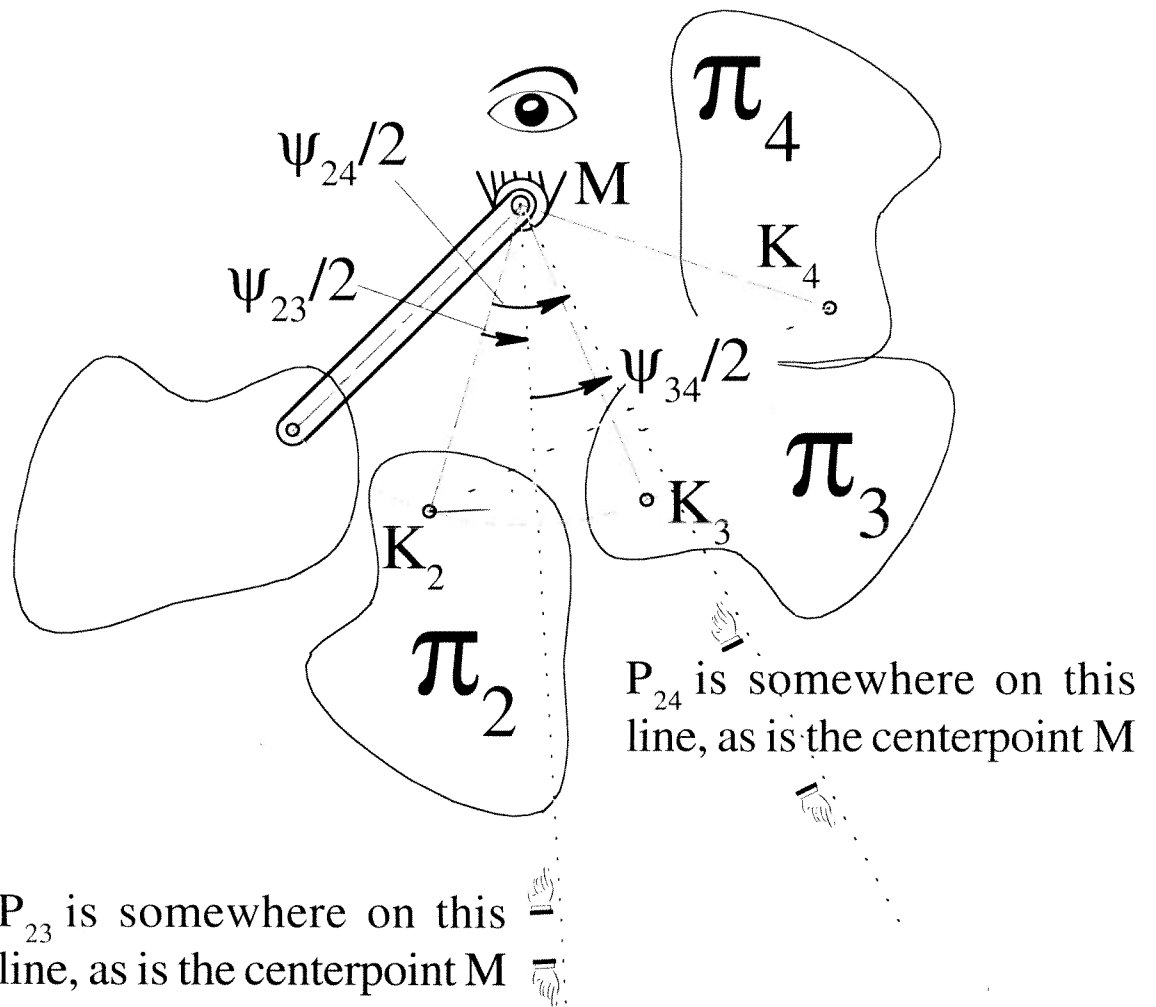 π₄
ψ₂₄/2
M
K₄
ψ₂₃/2
ψ₃₄/2
π₃
K₃
K₂
π₂
P₂₄ is somewhere on this
line, as is the centerpoint M
P₂₃ is somewhere on this
line, as is the centerpoint M